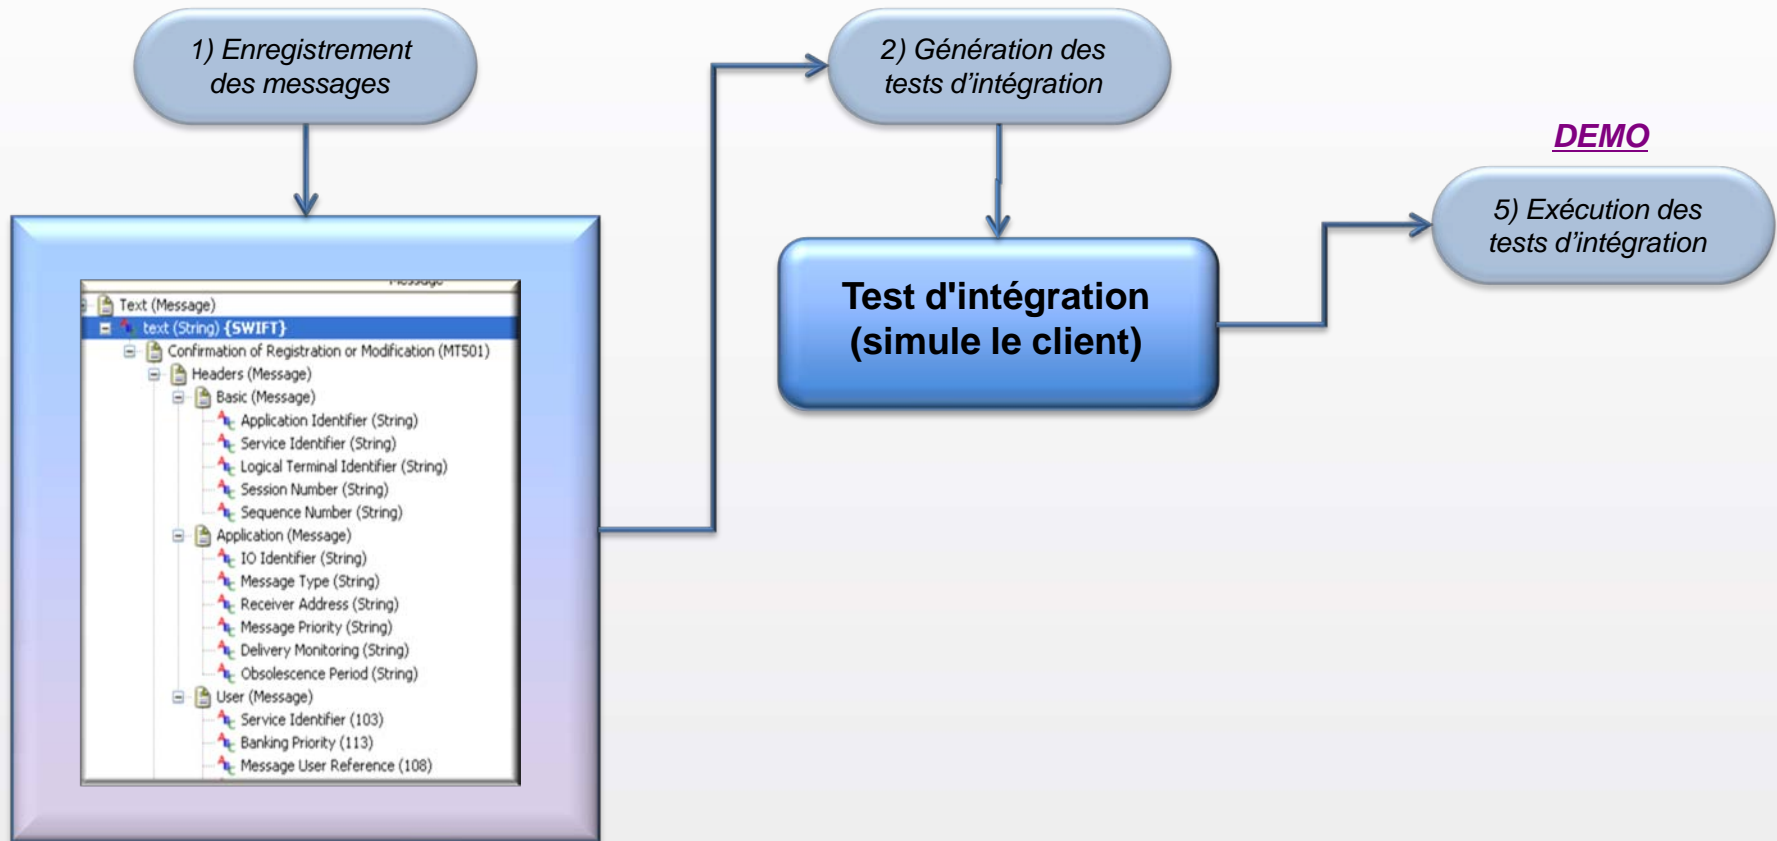 1) Enregistrement
des messages
2) Génération des
tests d’intégration
DEMO
5) Exécution des
tests d’intégration
Test d'intégration
(simule le client)
Message
Text (Message)
text (String) {SWIFT}
Confirmation of Registration or Modification (MT501)
Headers (Message)
Basic (Message)
Application Identifier (String)
Service Identifier (String)
Logical Terminal Identifier (String)
Session Number (String)
Sequence Number (String)
Application (Message)
IO Identifier (String)
Message Type (String)
Receiver Address (String)
Message Priority (String)
Delivery Monitoring (String)
Obsolescence Period (String)
User (Message)
Service Identifier (103)
Banking Priority (113)
Message User Reference (108)